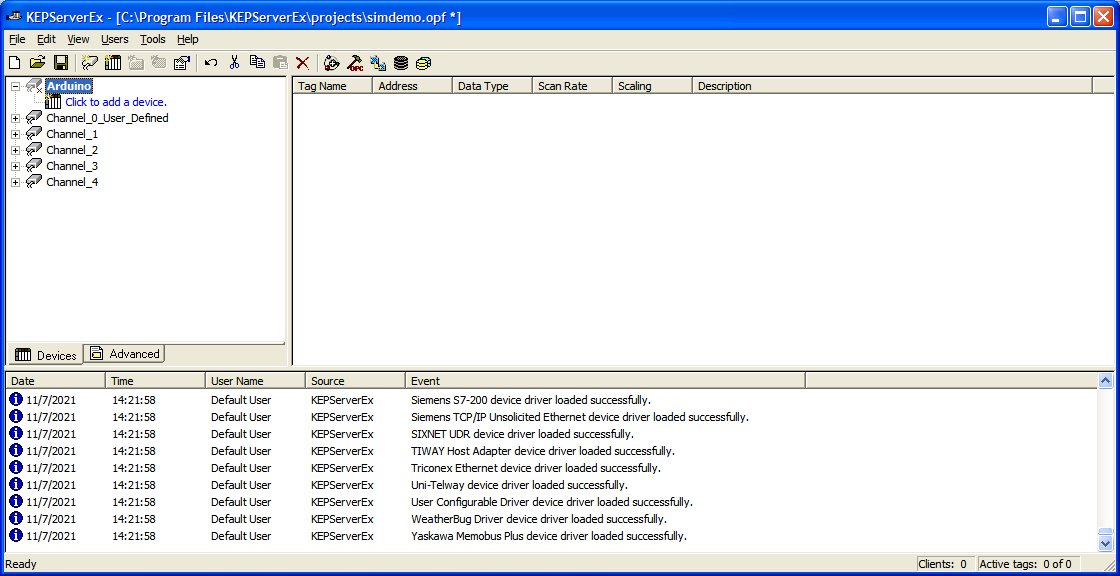 KEPServerEx - [C:\Program Files\KEPServerEx\projects\simdemo.opf *]
File Edit View Users Tools Help
OPC
Arduino
Click to add a device.
Channel_0_User_Defined
Channel_1
Channel_2
Channel_3
Channel_4
Devices Advanced
Tag Name Address Data Type Scan Rate Scaling Description
Date Time User Name Source Event
11/7/2021 14:21:58 Default User KEPServerEx Siemens S7-200 device driver loaded successfully.
11/7/2021 14:21:58 Default User KEPServerEx Siemens TCP/IP Unsolicited Ethernet device driver loaded successfully.
11/7/2021 14:21:58 Default User KEPServerEx SIXNET UDR device driver loaded successfully.
11/7/2021 14:21:58 Default User KEPServerEx TIWAY Host Adapter device driver loaded successfully.
11/7/2021 14:21:58 Default User KEPServerEx Triconex Ethernet device driver loaded successfully.
11/7/2021 14:21:58 Default User KEPServerEx Uni-Telway device driver loaded successfully.
11/7/2021 14:21:58 Default User KEPServerEx User Configurable Driver device driver loaded successfully.
11/7/2021 14:21:58 Default User KEPServerEx WeatherBug Driver device driver loaded successfully.
11/7/2021 14:21:58 Default User KEPServerEx Yaskawa Memobus Plus device driver loaded successfully.
Ready Clients: 0 Active tags: 0 of 0